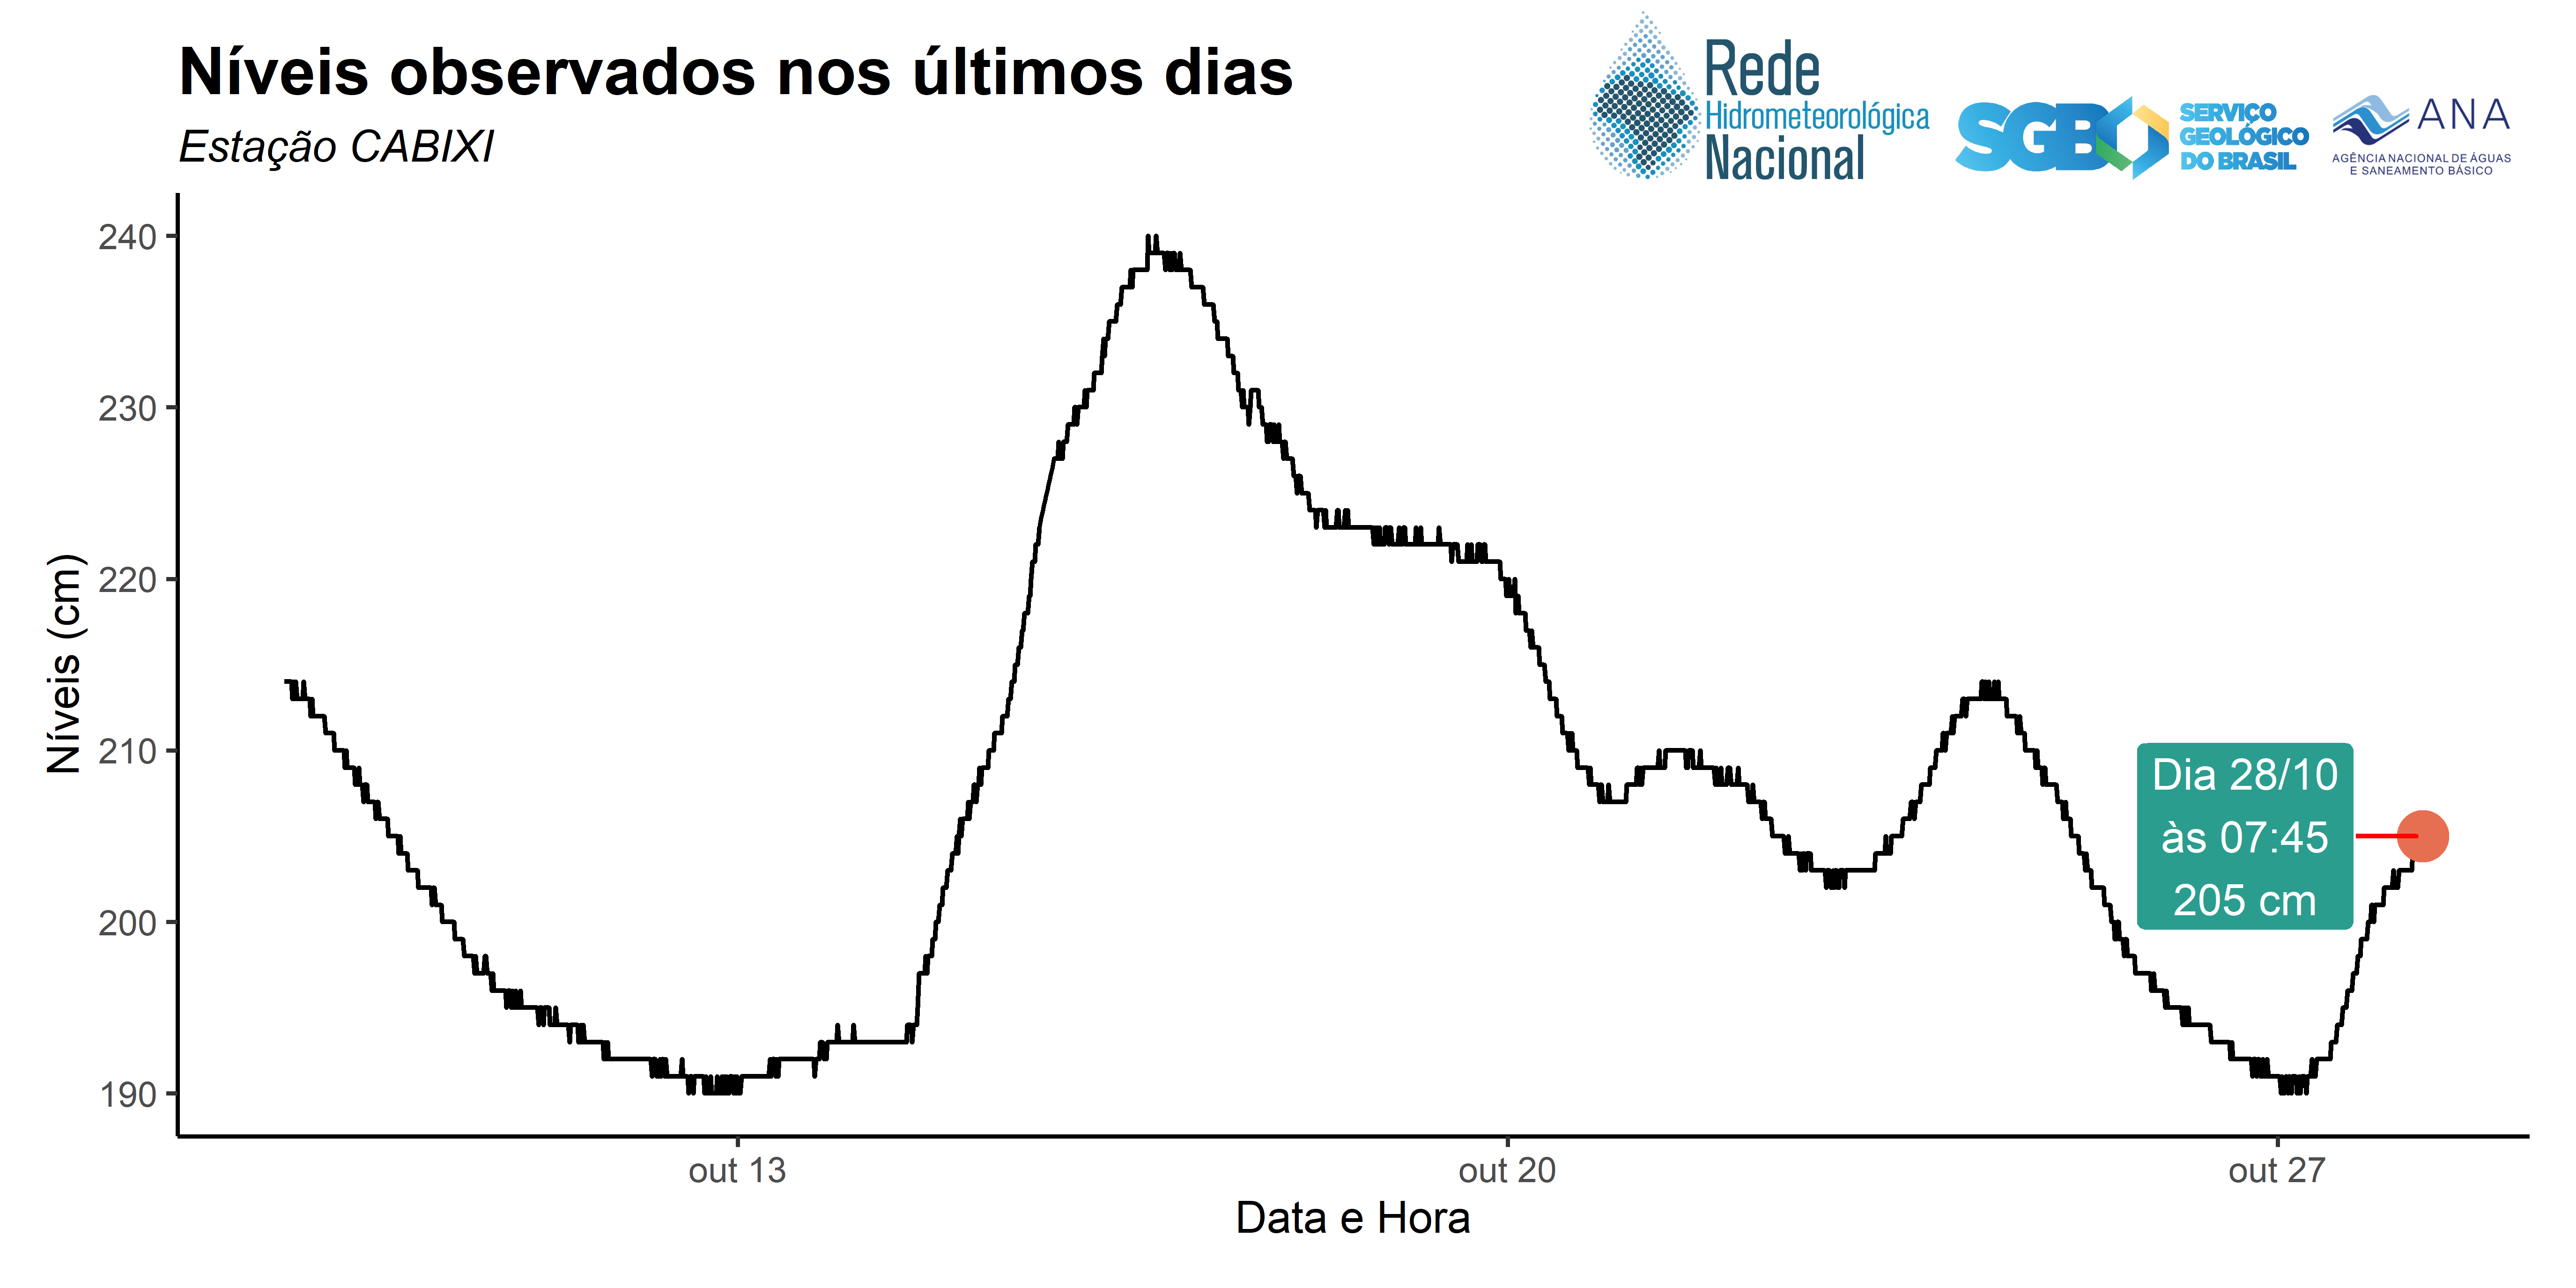 Níveis observados nos últimos dias
Estação CABIXI
Rede
Hidrometeorológica
Nacional
SGB
SERVIÇO
GEOLÓGICO
DO BRASIL
ANA
AGÊNCIA NACIONAL DE ÁGUAS
E SANEAMENTO BÁSICO
Níveis (cm)
240
230
220
210
200
190
Dia 28/10
às 07:45
205 cm
out 13
out 20
out 27
Data e Hora